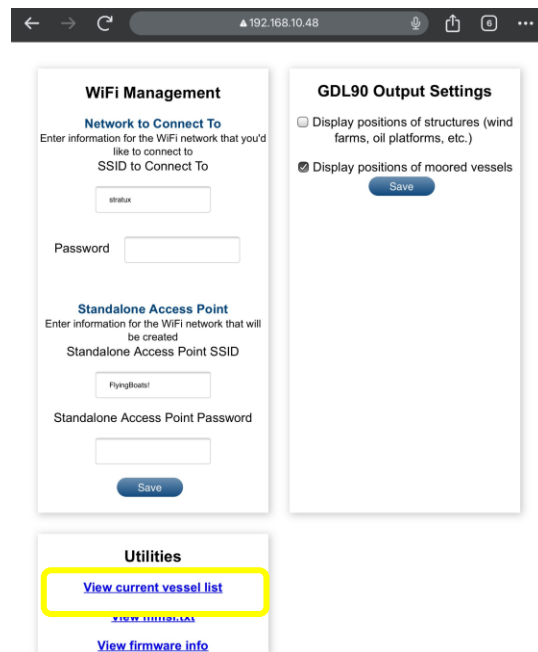 192.168.10.48
6
WiFi Management
Network to Connect To
Enter information for the WiFi network that you'd
like to connect to
SSID to Connect To
stratux
Password
Standalone Access Point
Enter information for the WiFi network that will
be created
Standalone Access Point SSID
FlyingBoats!
Standalone Access Point Password
Save
GDL90 Output Settings
Display positions of structures (wind
farms, oil platforms, etc.)
Display positions of moored vessels
Save
Utilities
View current vessel list
View mmsi.txt
View firmware info